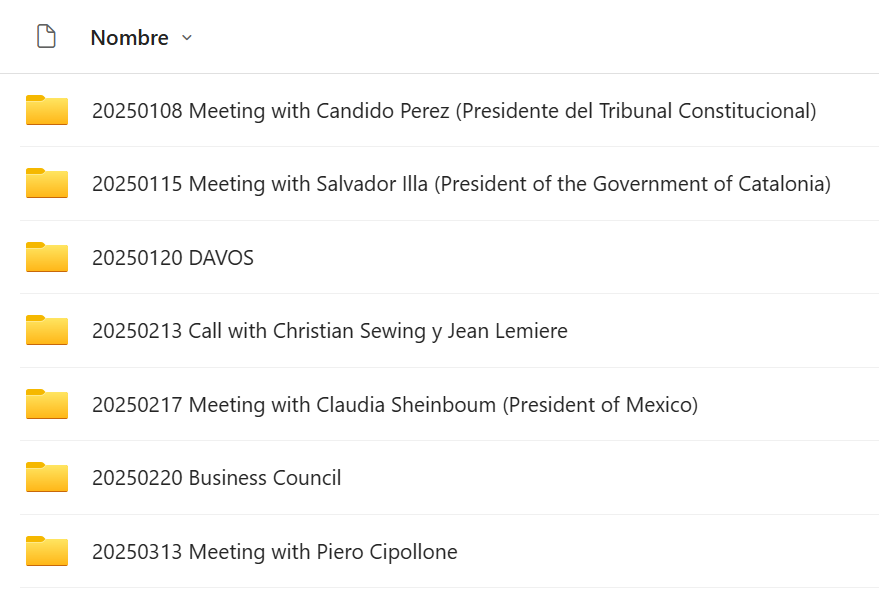 Nombre
20250108 Meeting with Candido Perez (Presidente del Tribunal Constitucional)
20250115 Meeting with Salvador Illa (President of the Government of Catalonia)
20250120 DAVOS
20250213 Call with Christian Sewing y Jean Lemiere
20250217 Meeting with Claudia Sheinboum (President of Mexico)
20250220 Business Council
20250313 Meeting with Piero Cipollone